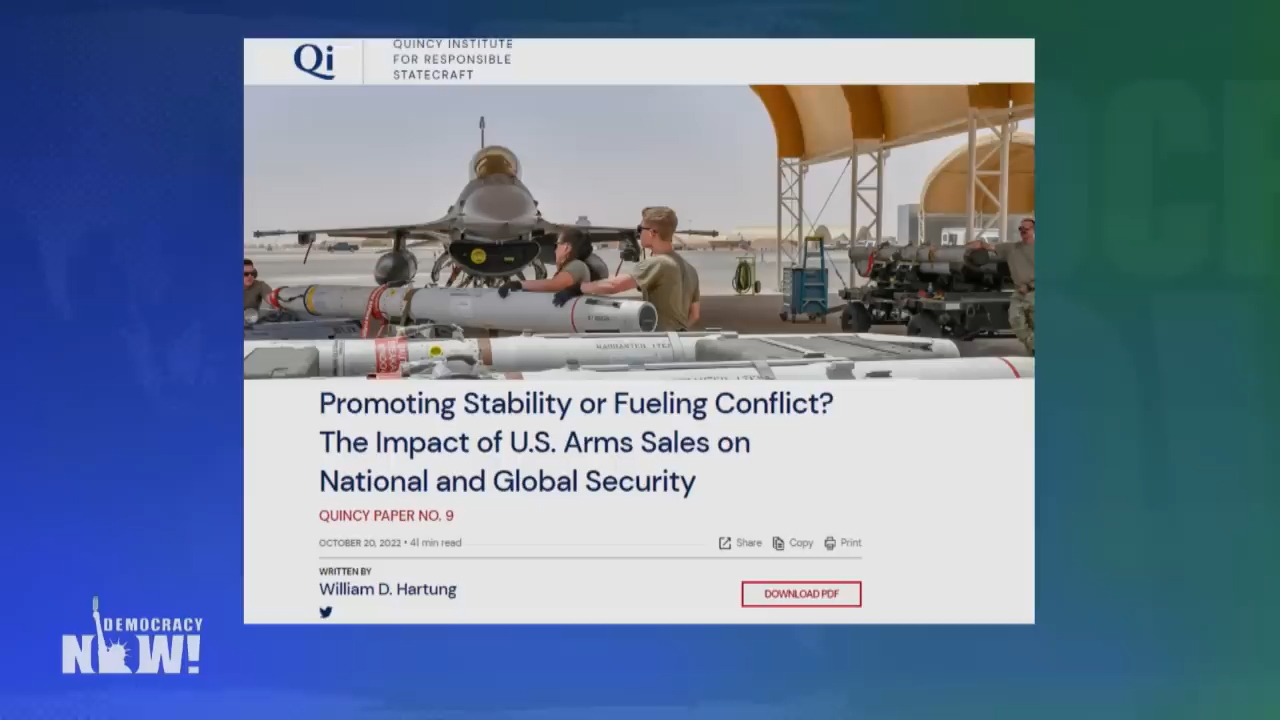 Qi
QUINCY INSTITUTE
FOR RESPONSIBLE
STATECRAFT
Promoting Stability or Fueling Conflict?
The Impact of U.S. Arms Sales on
National and Global Security
QUINCY PAPER NO. 9
OCTOBER 20, 2022 • 41 min read
Share Copy Print
WRITTEN BY
William D. Hartung
DOWNLOAD PDF
DEMOCRACY
NOW!